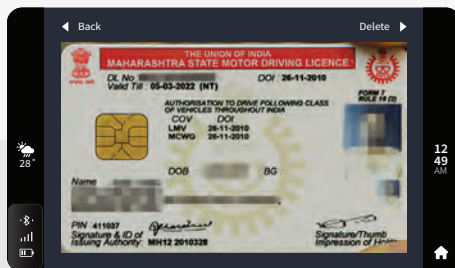 Back
Delete
THE UNION OF INDIA
MAHARASHTRA STATE MOTOR DRIVING LICENCE
DL No
DOI : 26-11-2010
Valid Till : 05-03-2022 (NT)
FORM 7
RULE 16 (2)
AUTHORISATION TO DRIVE FOLLOWING CLASS
OF VEHICLES THROUGHOUT INDIA
COV DOI
LMV 26-11-2010
MCWG 26-11-2010
DOB
BG
Name
PIN 411037
Signature & ID of
Issuing Authority: MH12 2010328
Signature/Thumb
Impression of Holder
28°
12
49
AM